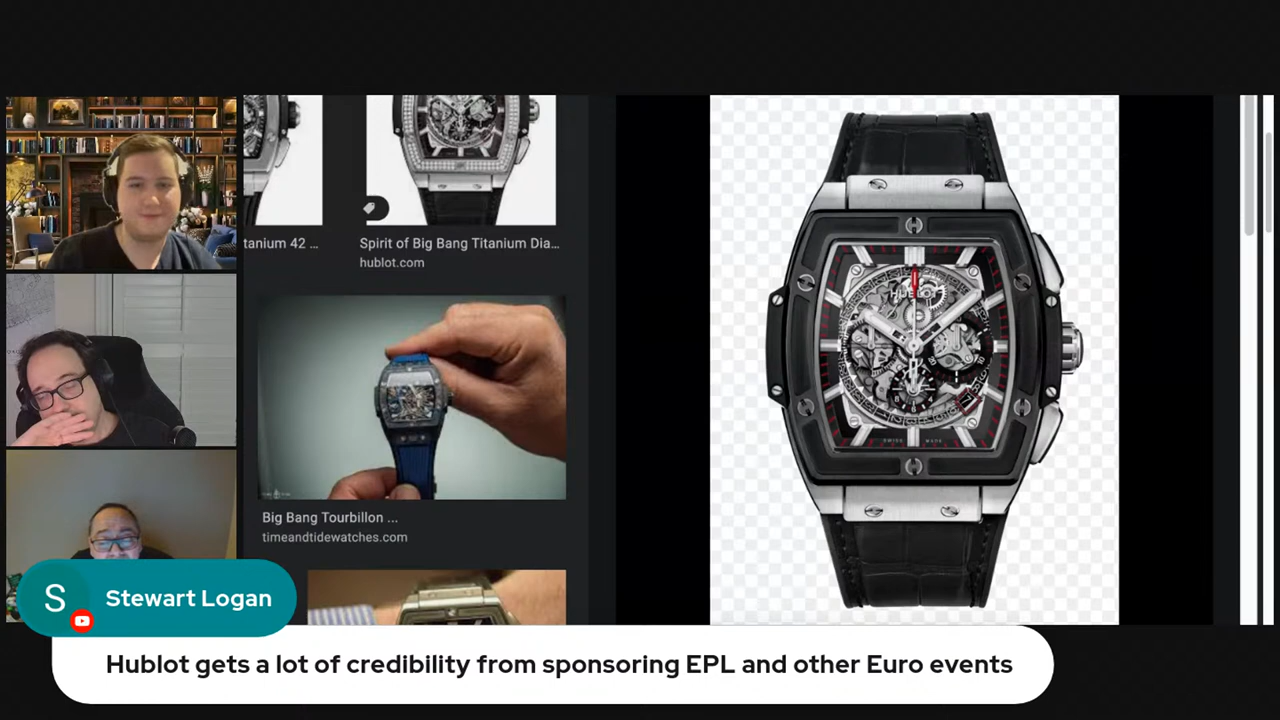 tanium 42 ...
Spirit of Big Bang Titanium Dia...
hublot.com
Big Bang Tourbillon ...
timeandtidewatches.com
HUBLOT
SWISS MADE
S
Stewart Logan
Hublot gets a lot of credibility from sponsoring EPL and other Euro events